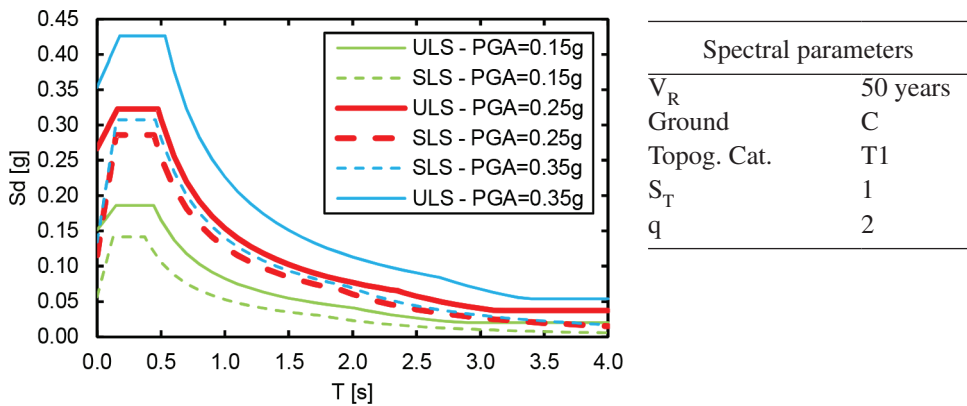 0.45
0.40
0.35
0.30
0.25
0.20
0.15
0.10
0.05
0.00
Sd [g]
0.0 0.5 1.0 1.5 2.0 2.5 3.0 3.5 4.0
T [s]
ULS - PGA=0.15g
SLS - PGA=0.15g
ULS - PGA=0.25g
SLS - PGA=0.25g
SLS - PGA=0.35g
ULS - PGA=0.35g
Spectral parameters
V_R 50 years
Ground C
Topog. Cat. T1
S_T 1
q 2